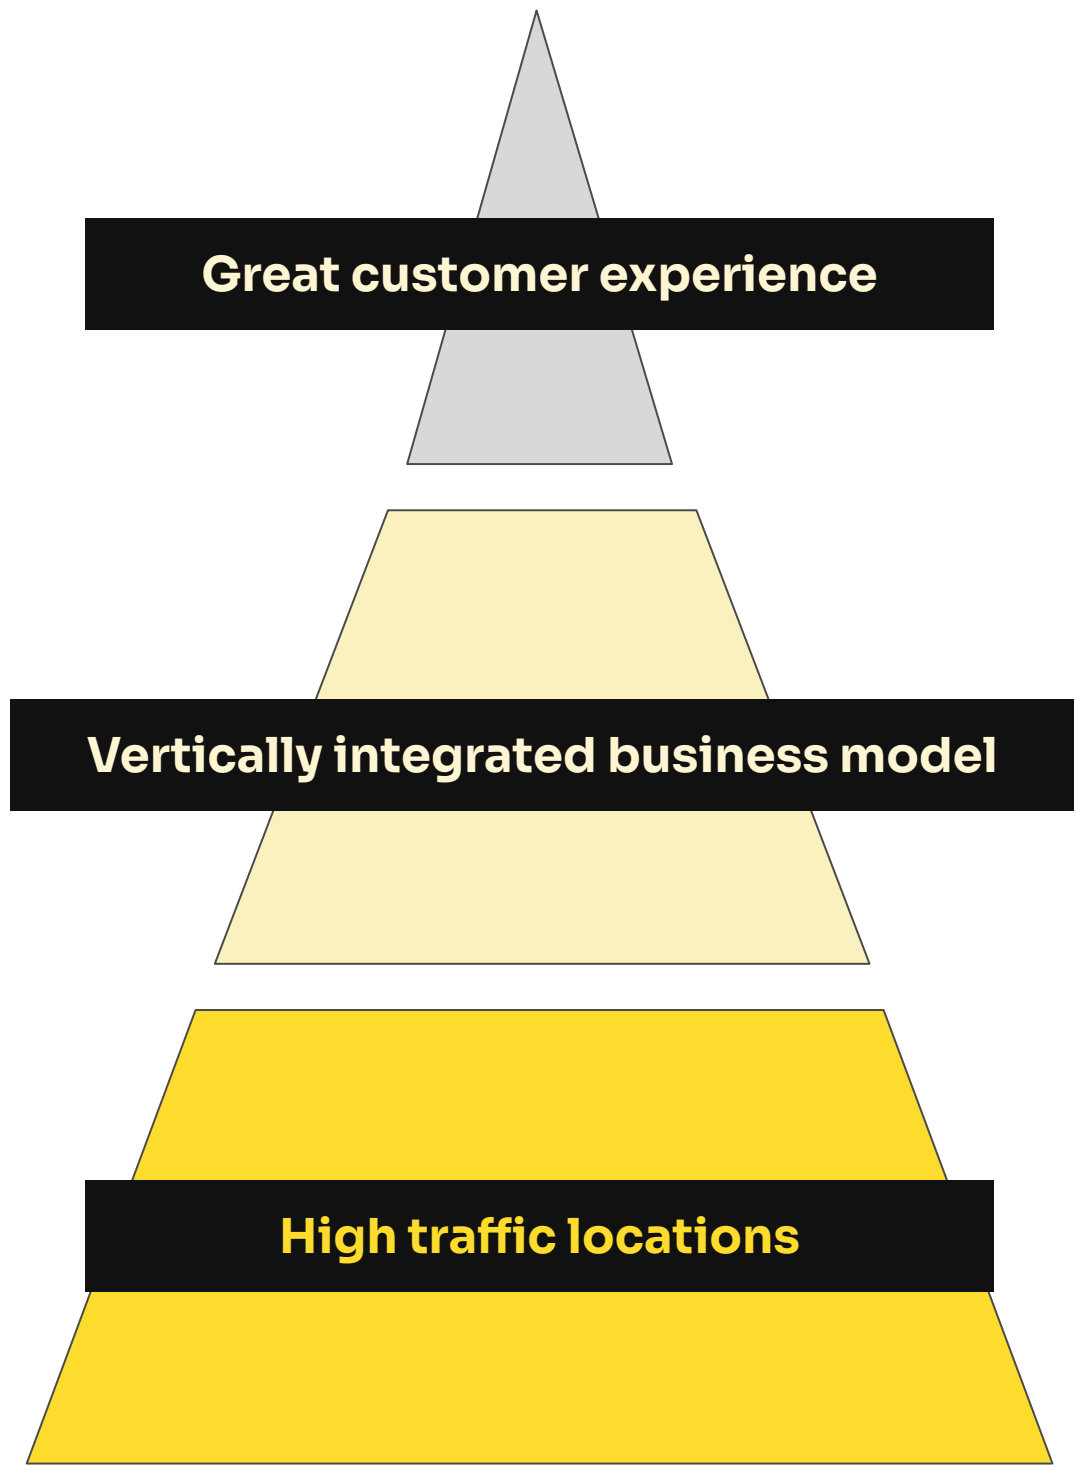 Great customer experience
Vertically integrated business model
High traffic locations